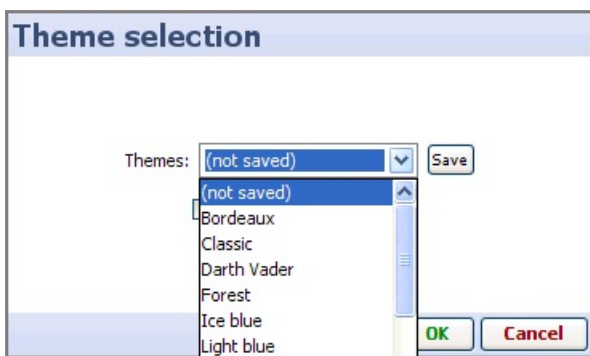 Theme selection
Themes: (not saved) Save
(not saved)
Bordeaux
Classic
Darth Vader
Forest
Ice blue
Light blue
OK Cancel